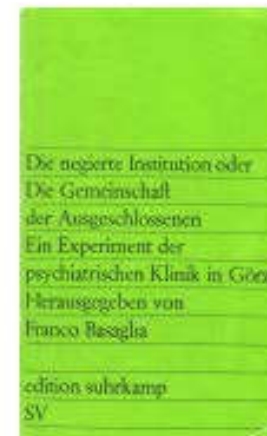 Die negierte Institution oder
Die Gemeinschaft
der Ausgeschlossenen
Ein Experiment der
psychiatrischen Klinik in Görz
Herausgegeben von
Franco Basaglia
edition suhrkamp
SV